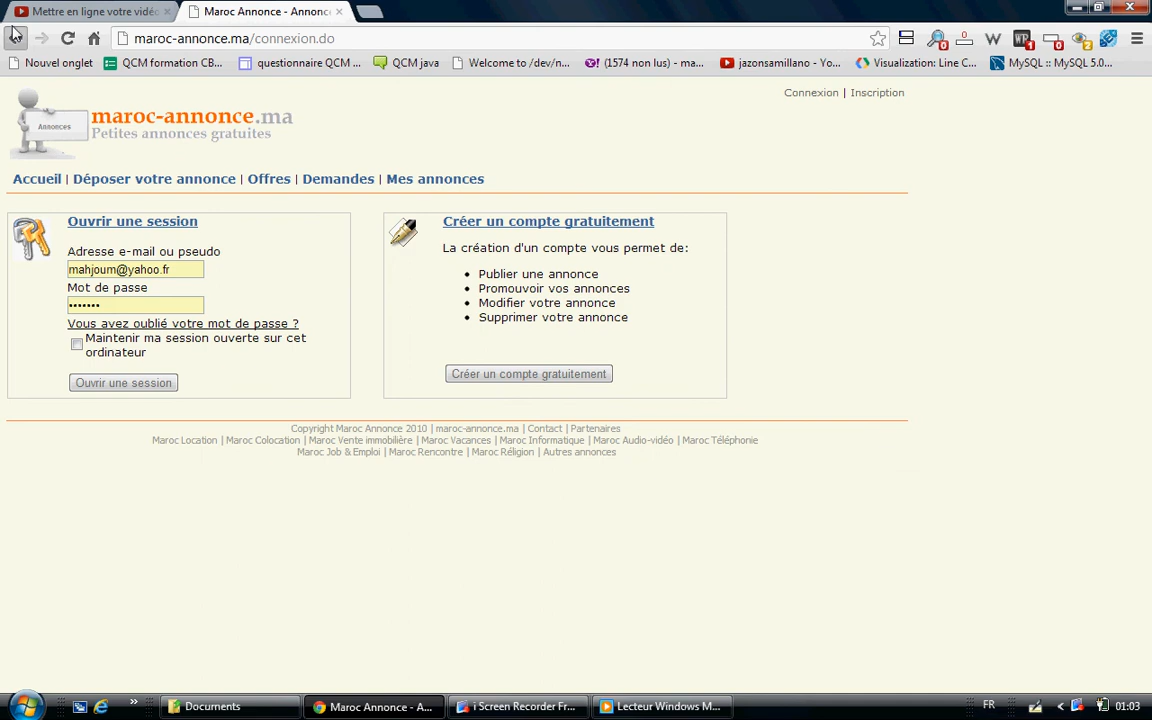 Mettre en ligne votre vidéo
Maroc Annonce - Annonc
maroc-annonce.ma/connexion.do
Nouvel onglet
QCM formation CB...
questionnaire QCM ...
QCM java
Welcome to /dev/n...
(1574 non lus) - ma...
jazonsamillano - Yo...
Visualization: Line C...
MySQL :: MySQL 5.0...
Connexion | Inscription
Annonces
maroc-annonce.ma
Petites annonces gratuites
Accueil | Déposer votre annonce | Offres | Demandes | Mes annonces
Ouvrir une session
Adresse e-mail ou pseudo
mahjoum@yahoo.fr
Mot de passe
•••••••
Vous avez oublié votre mot de passe ?
Maintenir ma session ouverte sur cet
ordinateur
Ouvrir une session
Créer un compte gratuitement
La création d'un compte vous permet de:
• Publier une annonce
• Promouvoir vos annonces
• Modifier votre annonce
• Supprimer votre annonce
Créer un compte gratuitement
Copyright Maroc Annonce 2010 | maroc-annonce.ma | Contact | Partenaires
Maroc Location | Maroc Colocation | Maroc Vente immobilière | Maroc Vacances | Maroc Informatique | Maroc Audio-vidéo | Maroc Téléphonie
Maroc Job & Emploi | Maroc Rencontre | Maroc Réligion | Autres annonces
Documents
Maroc Annonce - A...
i Screen Recorder Fr...
Lecteur Windows M...
FR
01:03